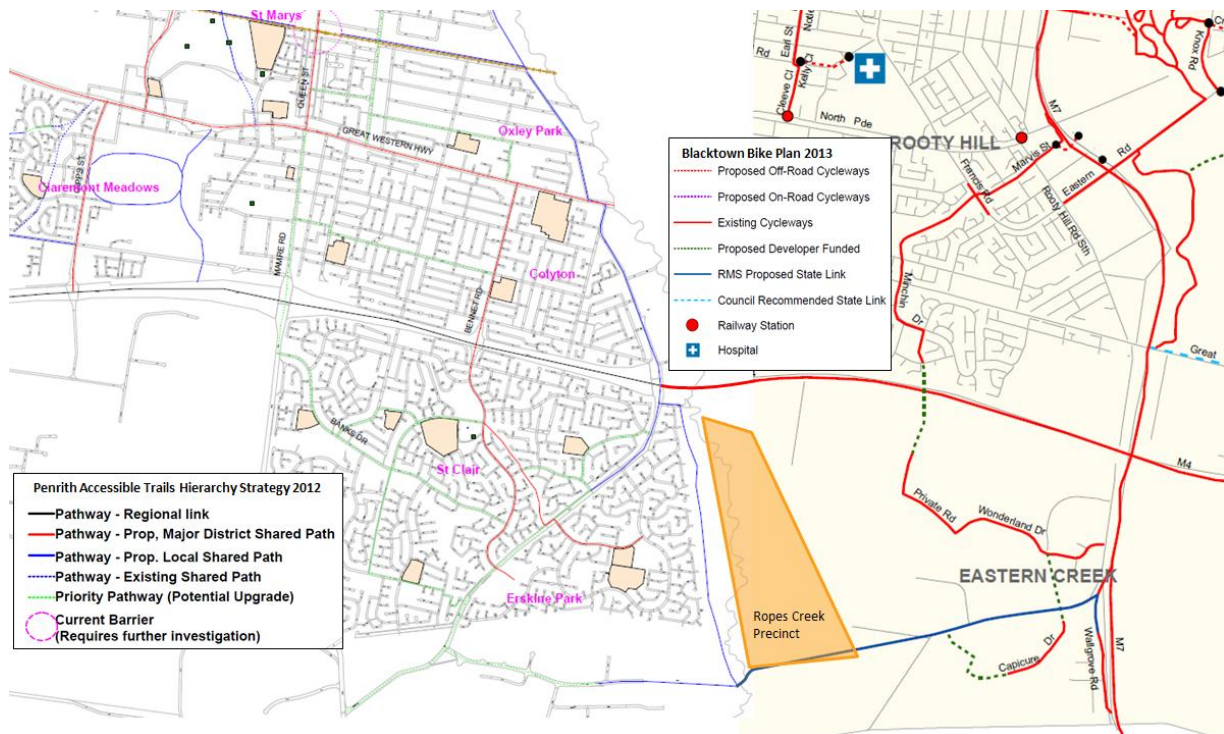 St Marys
QUEEN ST
GREAT WESTERN HWY
Oxley Park
Claremont Meadows
MAMRE RD
Colyton
BENNET RD
BANKS DR
St Clair
Erskine Park
Penrith Accessible Trails Hierarchy Strategy 2012
Pathway - Regional link
Pathway - Prop, Major District Shared Path
Pathway - Prop. Local Shared Path
Pathway - Existing Shared Path
Priority Pathway (Potential Upgrade)
Current Barrier
(Requires further investigation)
Blacktown Bike Plan 2013
Proposed Off-Road Cycleways
Proposed On-Road Cycleways
Existing Cycleways
Proposed Developer Funded
RMS Proposed State Link
Council Recommended State Link
Railway Station
Hospital
Rd
Earl St
Kelly Cl
Cleeve Cl
North Pde
ROOTY HILL
M7
Knox Rd
Marvis St
Francis Rd
Eastern Rd
Rooty Hill Rd Sth
Minchin Dr
Great
M4
Private Rd
Wonderland Dr
EASTERN CREEK
Ropes Creek
Precinct
Capicure Dr
Wallgrove Rd
M7